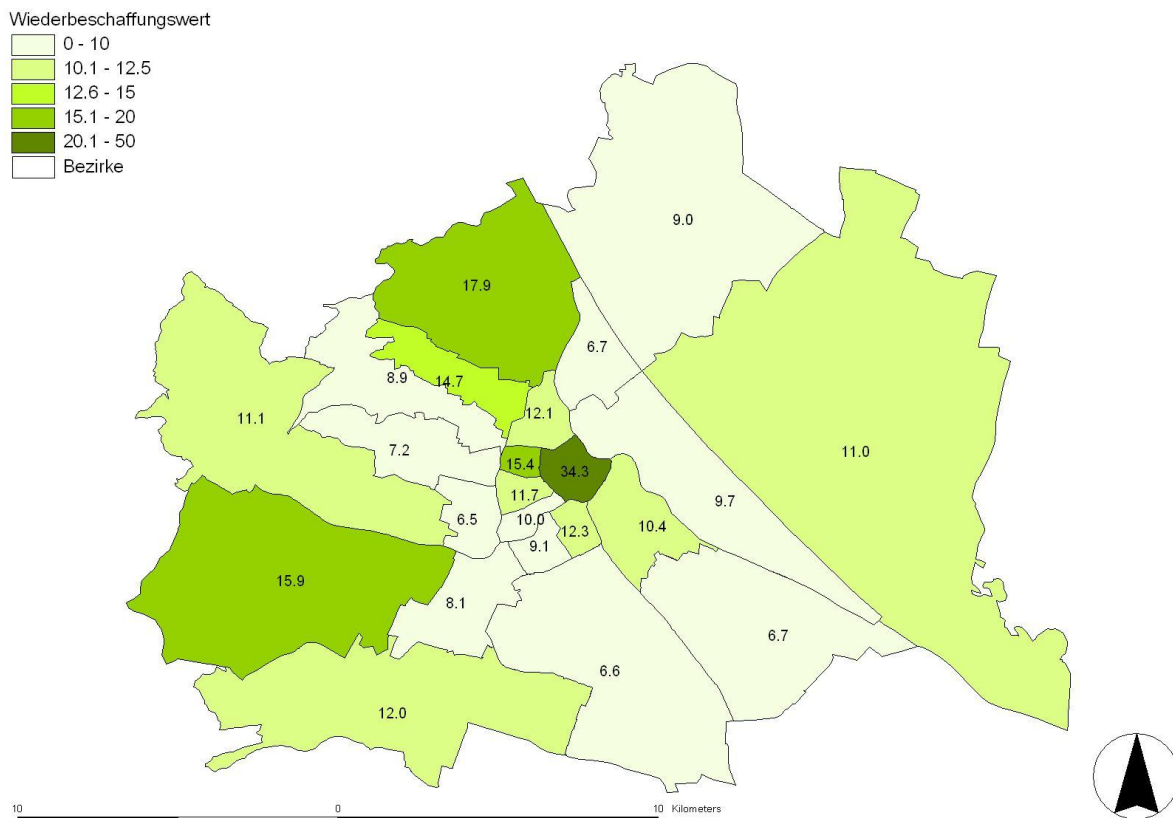 Wiederbeschaffungswert
0 - 10
10.1 - 12.5
12.6 - 15
15.1 - 20
20.1 - 50
Bezirke
9.0
17.9
6.7
8.9
14.7
11.1
12.1
7.2
15.4
34.3
11.0
11.7
6.5
10.0
9.7
12.3
10.4
9.1
15.9
8.1
6.7
6.6
12.0
10 0 10 Kilometers